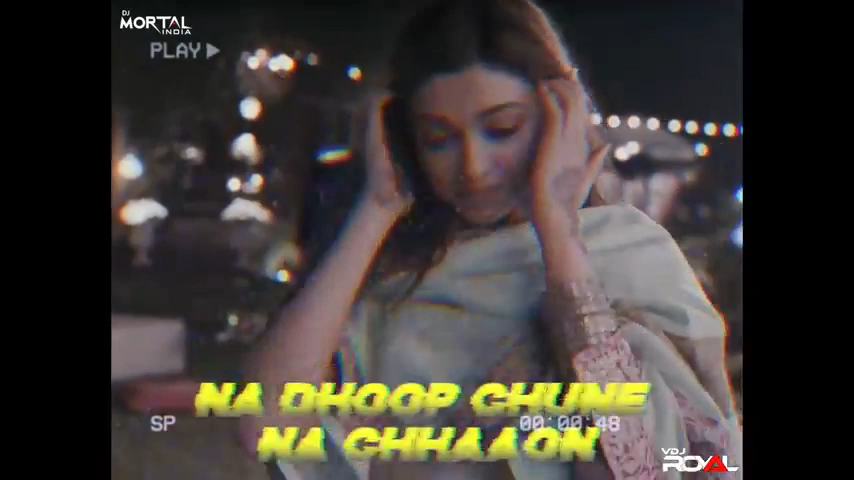 DJ
MORTAL
INDIA
PLAY
NA DHOOP CHUNE
SP
00:00:48
NA CHHAAON
VDJ
ROYAL